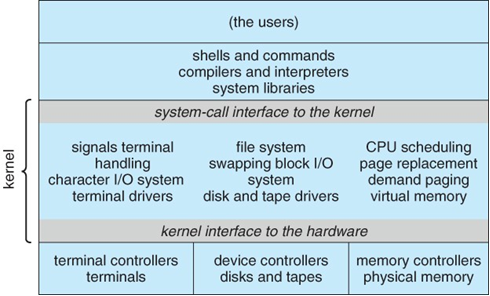 (the users)
shells and commands
compilers and interpreters
system libraries
kernel
system-call interface to the kernel
signals terminal
handling
character I/O system
terminal drivers
file system
swapping block I/O
system
disk and tape drivers
CPU scheduling
page replacement
demand paging
virtual memory
kernel interface to the hardware
terminal controllers
terminals
device controllers
disks and tapes
memory controllers
physical memory